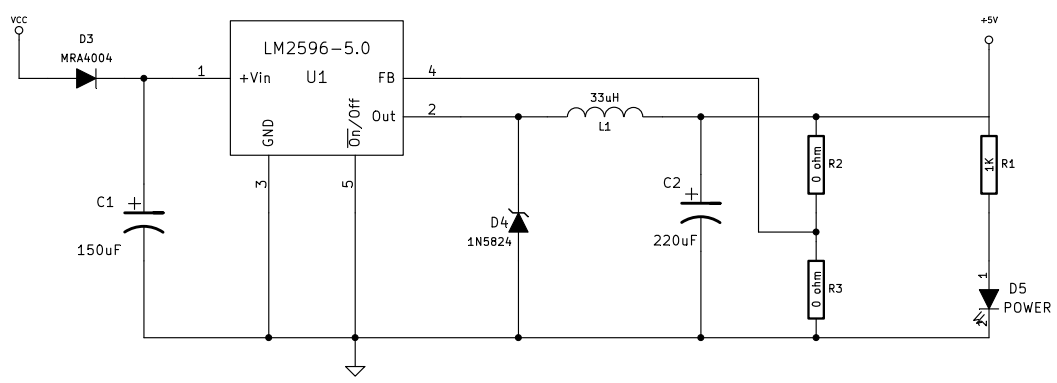 VCC
+5V
D3
MRA4004
LM2596-5.0
U1
1
+Vin
FB
4
Out
2
33uH
L1
GND
On/Off
3
5
0 ohm
R2
1K
R1
C1
+
150uF
C2
+
220uF
D4
1N5824
0 ohm
R3
1
D5
POWER
2